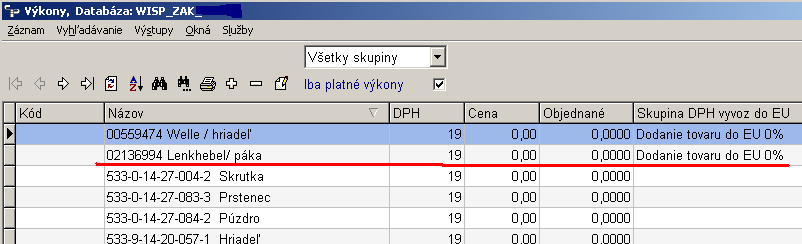 Výkony, Databáza: WISP_ZAK_
Záznam Vyhľadávanie Výstupy Okná Služby
Všetky skupiny
Iba platné výkony
Kód Názov DPH Cena Objednané Skupina DPH vyvoz do EU
00559474 Welle / hriadeľ 19 0,00 0,0000 Dodanie tovaru do EU 0%
02136994 Lenkhebel/ páka 19 0,00 0,0000 Dodanie tovaru do EU 0%
533-0-14-27-004-2 Skrutka 19 0,00 0,0000
533-0-14-27-083-3 Prstenec 19 0,00 0,0000
533-0-14-27-084-2 Púzdro 19 0,00 0,0000
533-9-14-20-057-1 Hriadeľ 19 0,00 0,0000